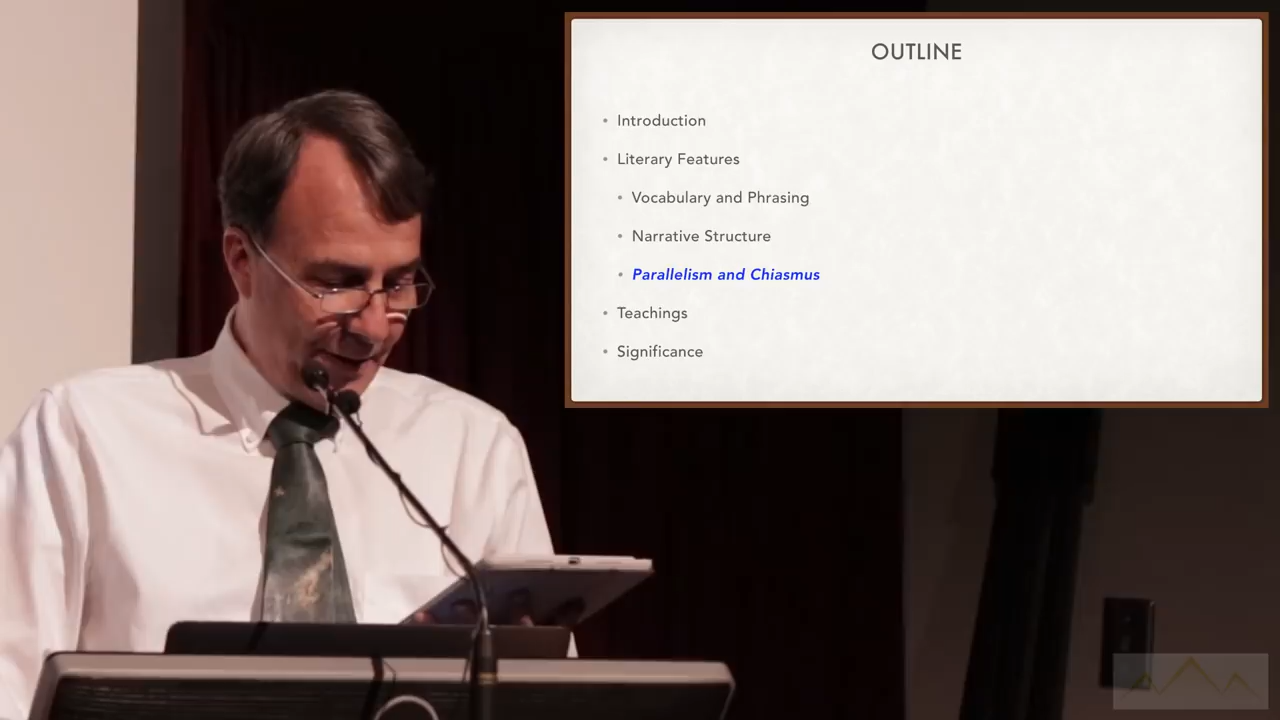 OUTLINE
• Introduction
• Literary Features
• Vocabulary and Phrasing
• Narrative Structure
• Parallelism and Chiasmus
• Teachings
• Significance